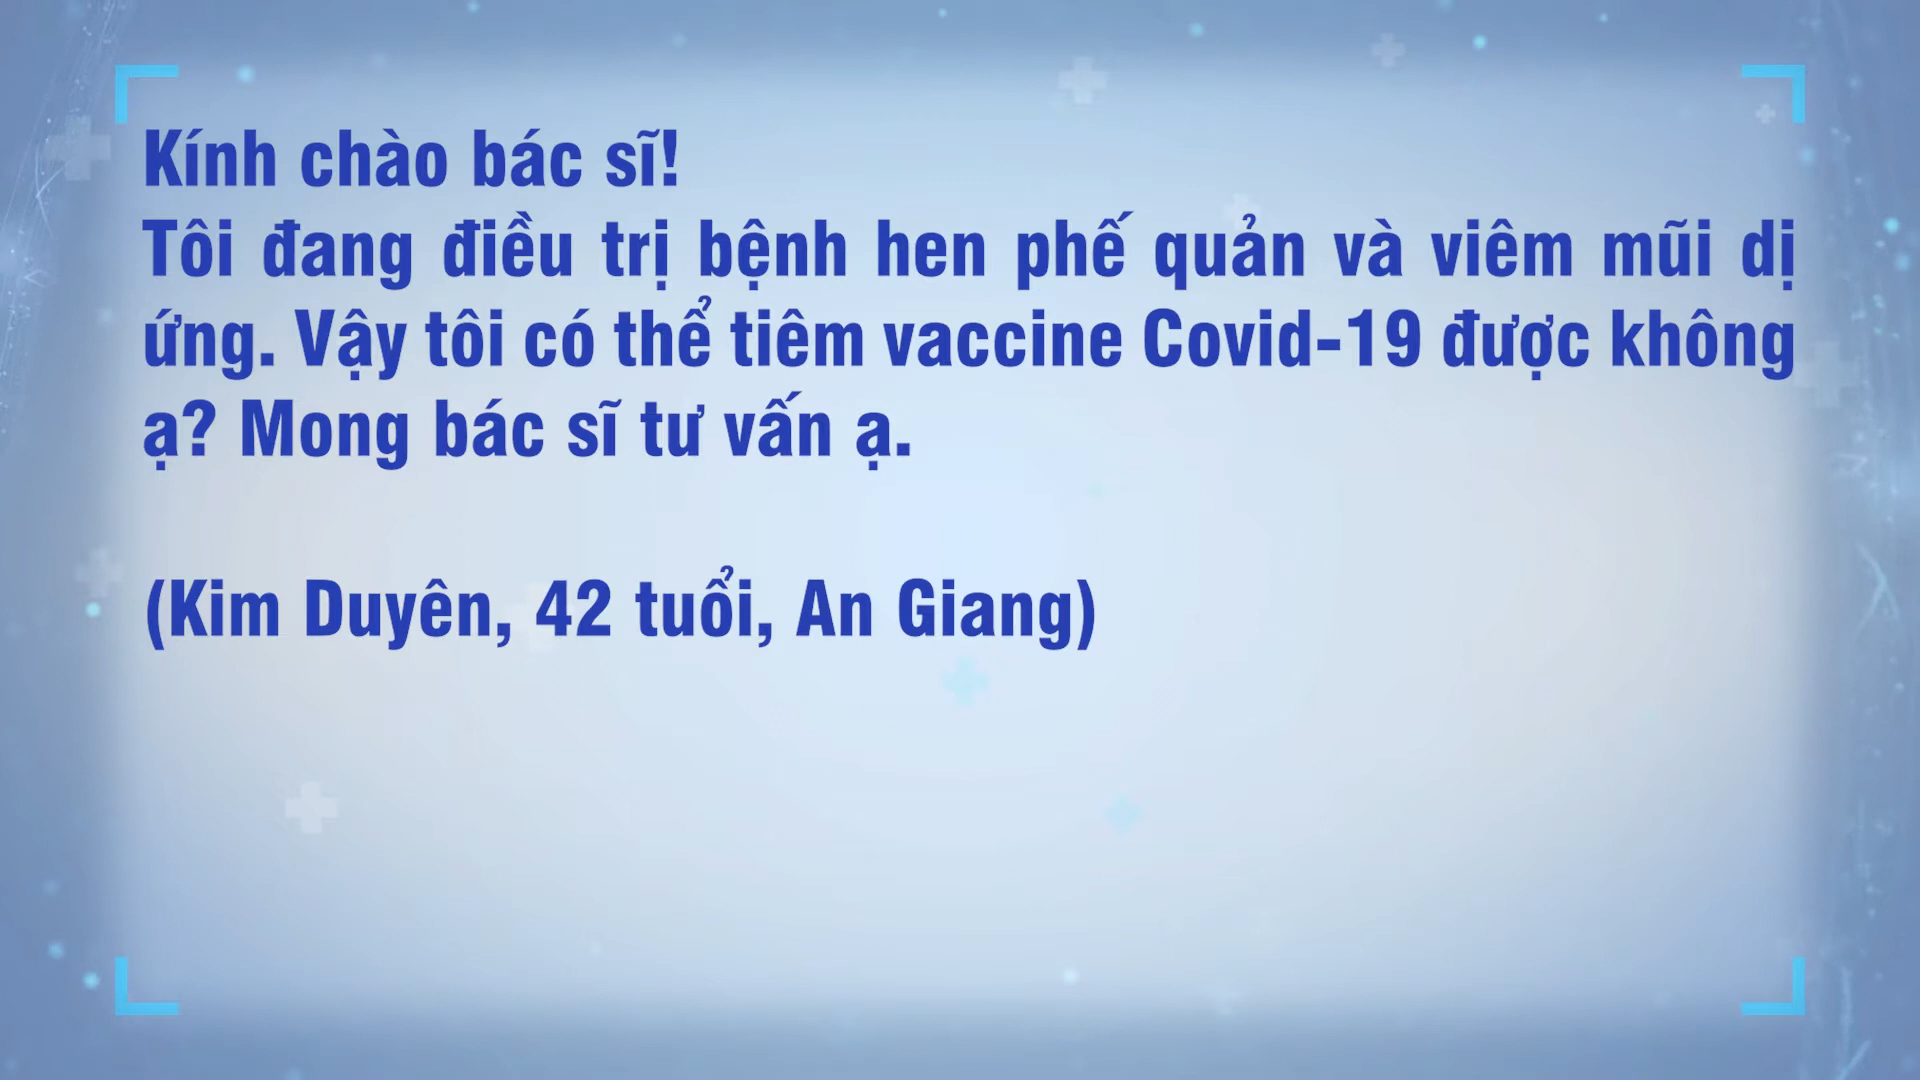 Kính chào bác sĩ!
Tôi đang điều trị bệnh hen phế quản và viêm mũi dị
ứng. Vậy tôi có thể tiêm vaccine Covid-19 được không
ạ? Mong bác sĩ tư vấn ạ.
(Kim Duyên, 42 tuổi, An Giang)